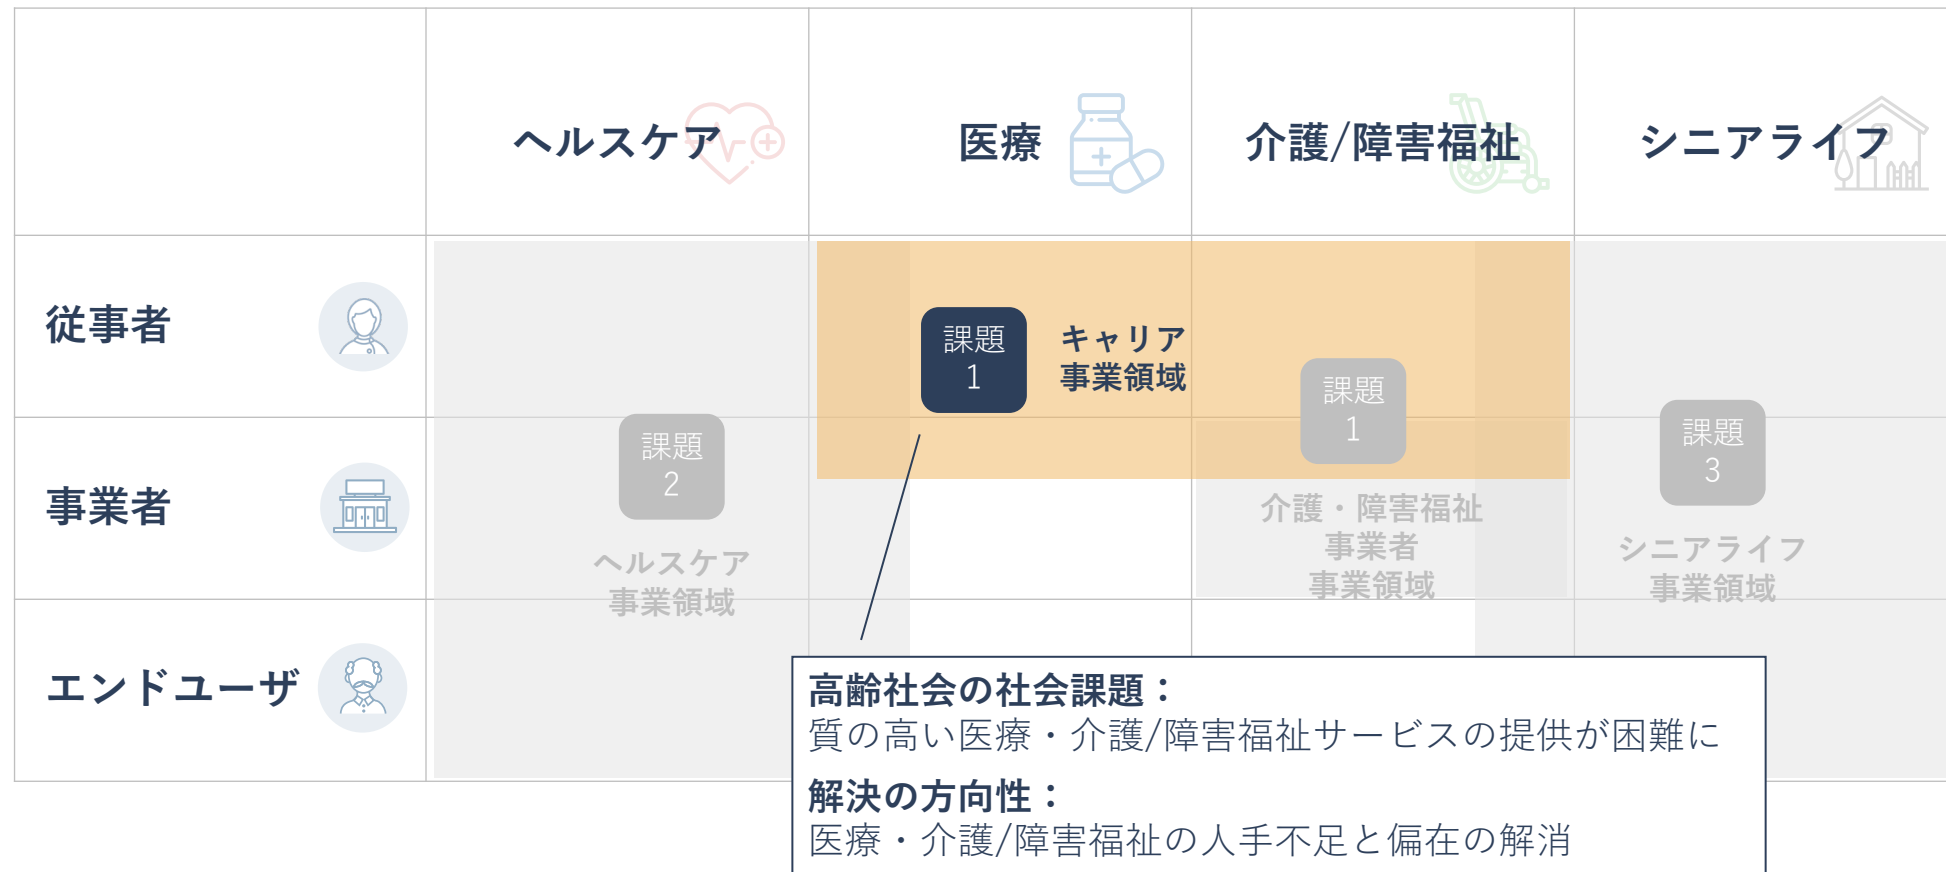 ヘルスケア
医療
介護/障害福祉
シニアライフ
従事者
課題
1
キャリア
事業領域
課題
1
事業者
課題
2
ヘルスケア
事業領域
介護・障害福祉
事業者
事業領域
課題
3
シニアライフ
事業領域
エンドユーザ
高齢社会の社会課題：
質の高い医療・介護/障害福祉サービスの提供が困難に
解決の方向性：
医療・介護/障害福祉の人手不足と偏在の解消